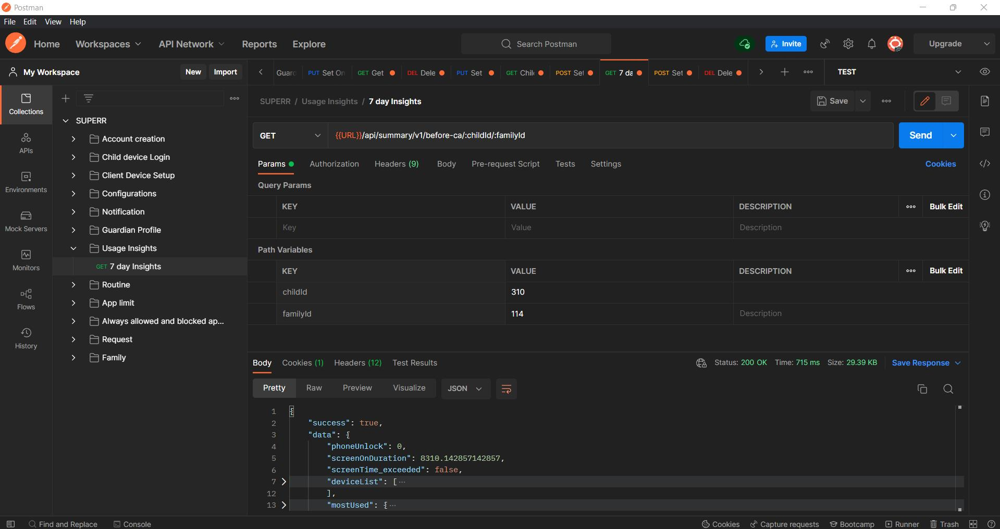 Postman
File Edit View Help
Home Workspaces API Network Reports Explore Search Postman Invite Upgrade
My Workspace New Import
Guar PUT Set On GET Get DEL Dele PUT Set GET Chil POST Set GET 7 da POST Set DEL Dele TEST
Collections
APIs
Environments
Mock Servers
Monitors
Flows
History
SUPERR
Account creation
Child device Login
Client Device Setup
Configurations
Notification
Guardian Profile
Usage Insights
GET 7 day Insights
Routine
App limit
Always allowed and blocked ap...
Request
Family
SUPERR / Usage Insights / 7 day Insights Save
GET {{URL}}/api/summary/v1/before-ca/:childId/:familyId Send
Params Authorization Headers (9) Body Pre-request Script Tests Settings Cookies
Query Params
KEY VALUE DESCRIPTION Bulk Edit
Key Value Description
Path Variables
KEY VALUE DESCRIPTION Bulk Edit
childId 310
familyId 114 Description
Body Cookies (1) Headers (12) Test Results Status: 200 OK Time: 715 ms Size: 29.39 KB Save Response
Pretty Raw Preview Visualize JSON
1 {
2 "success": true,
3 "data": {
4 "phoneUnlock": 0,
5 "screenOnDuration": 8310.142857142857,
6 "screenTime_exceeded": false,
7 "deviceList": [ ...
12 ],
13 "mostUsed": { ...
Find and Replace Console Cookies Capture requests Bootcamp Runner Trash